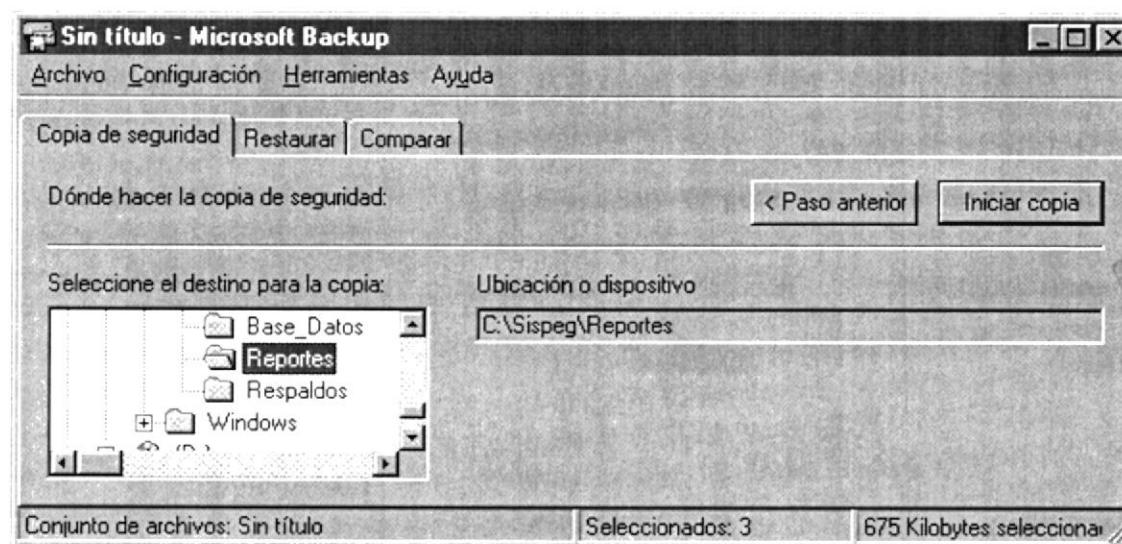 Sin título - Microsoft Backup
Archivo Configuración Herramientas Ayuda
Copia de seguridad Restaurar Comparar
Dónde hacer la copia de seguridad:
< Paso anterior Iniciar copia
Seleccione el destino para la copia: Ubicación o dispositivo
C:\Sispeg\Reportes
Base_Datos
Reportes
Respaldos
Windows
Conjunto de archivos: Sin título Seleccionados: 3 675 Kilobytes selecciona